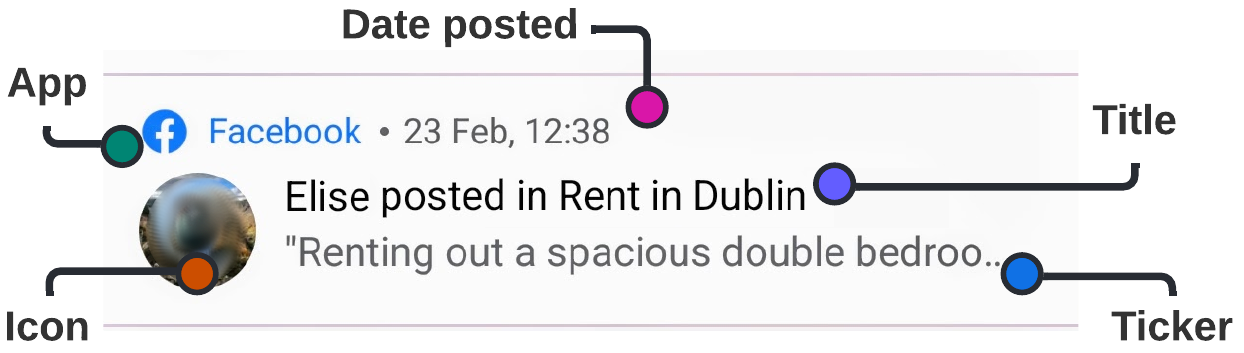 Date posted
App
Title
Facebook • 23 Feb, 12:38
Elise posted in Rent in Dublin
"Renting out a spacious double bedroo..
Icon
Ticker